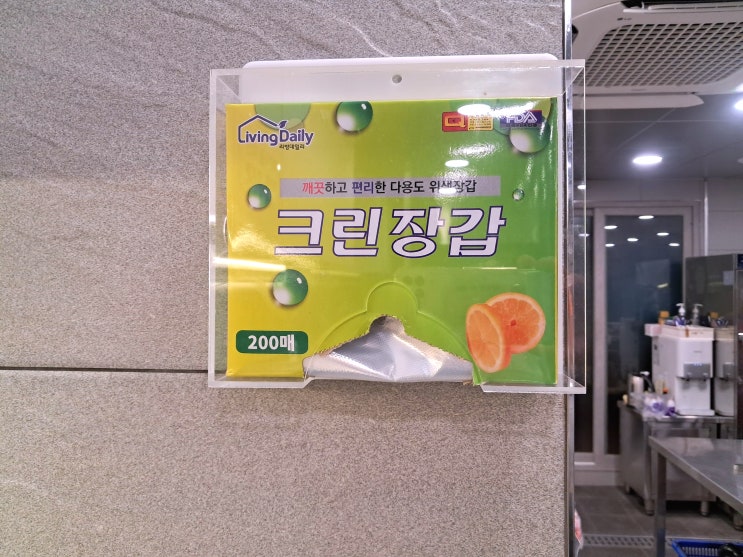 Living Daily
리빙데일리
FDA
깨끗하고 편리한 다용도 위생장갑
크린장갑
200매